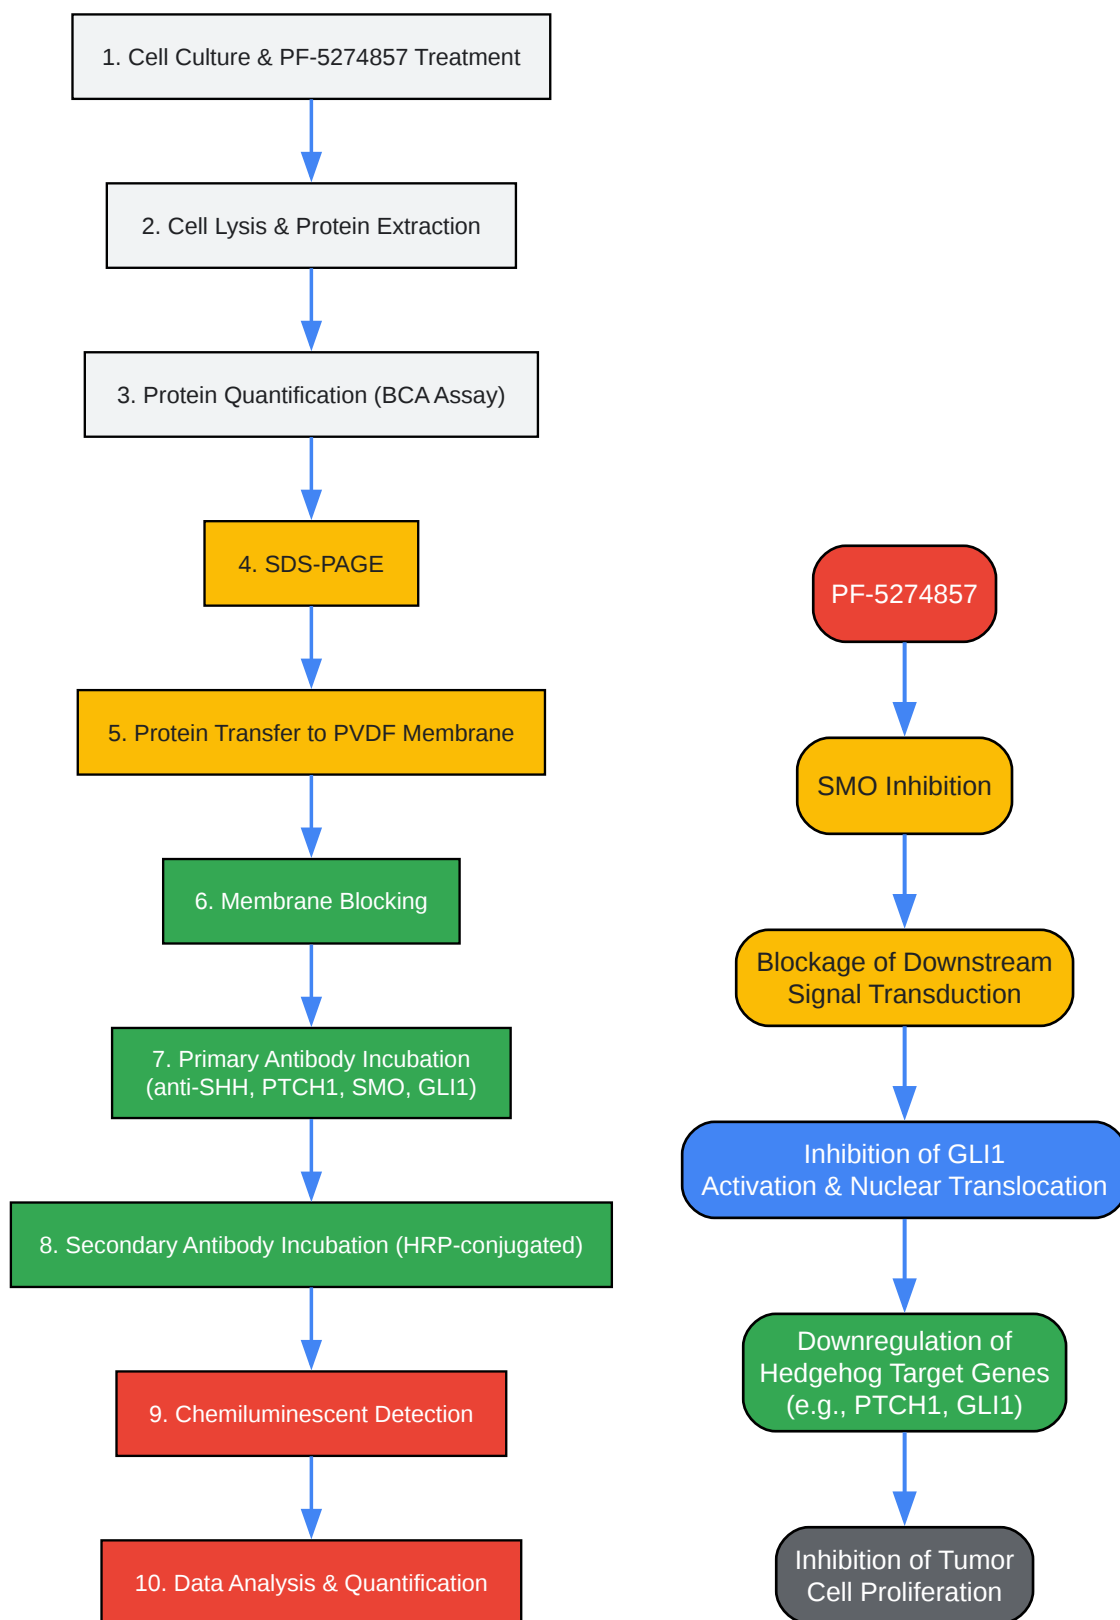 1. Cell Culture & PF-5274857 Treatment
2. Cell Lysis & Protein Extraction
3. Protein Quantification (BCA Assay)
4. SDS-PAGE
5. Protein Transfer to PVDF Membrane
6. Membrane Blocking
7. Primary Antibody Incubation
(anti-SHH, PTCH1, SMO, GLI1)
8. Secondary Antibody Incubation (HRP-conjugated)
9. Chemiluminescent Detection
10. Data Analysis & Quantification
PF-5274857
SMO Inhibition
Blockage of Downstream
Signal Transduction
Inhibition of GLI1
Activation & Nuclear Translocation
Downregulation of
Hedgehog Target Genes
(e.g., PTCH1, GLI1)
Inhibition of Tumor
Cell Proliferation